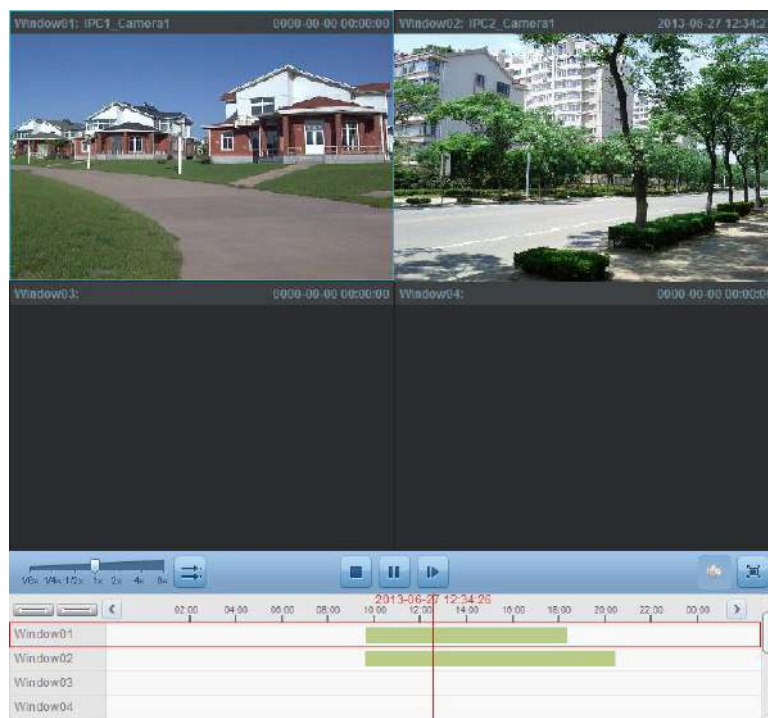 Window01: IPC1_Camera1 0000-00-00 00:00:00
Window02: IPC2_Camera1 2013-06-27 12:34:2
Window03: 0000-00-00 00:00:00
Window04: 0000-00-00 00:00:0
1/8x 1/4x 1/2x 1x 2x 4x 8x
2013-06-27 12:34:26
02:00 04:00 06:00 08:00 10:00 12:00 14:00 16:00 18:00 20:00 22:00 00:00
Window01
Window02
Window03
Window04